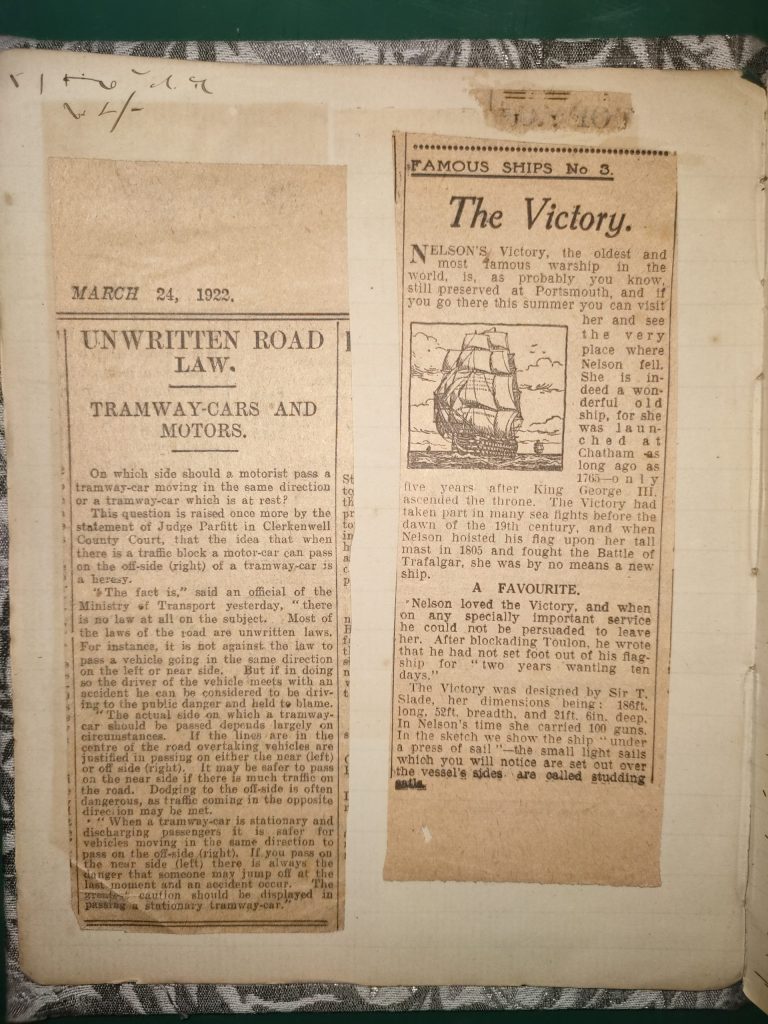 MARCH 24, 1922.
UNWRITTEN ROAD
LAW.
TRAMWAY-CARS AND
MOTORS.
On which side should a motorist pass a
tramway-car moving in the same direction
or a tramway-car which is at rest?
This question is raised once more by the
statement of Judge Parfitt in Clerkenwell
County Court, that the idea that when
there is a traffic block a motor-car can pass
on the off-side (right) of a tramway-car is
a heresy.
"The fact is," said an official of the
Ministry of Transport yesterday, "there
is no law at all on the subject. Most of
the laws of the road are unwritten laws.
For instance, it is not against the law to
pass a vehicle going in the same direction
on the left or near side. But if in doing
so the driver of the vehicle meets with an
accident he can be considered to be driv-
ing to the public danger and held to blame.
"The actual side on which a tramway-
car should be passed depends largely on
circumstances. If the lines are in the
centre of the road overtaking vehicles are
justified in passing on either the near (left)
or off side (right). It may be safer to pass
on the near side if there is much traffic on
the road. Dodging to the off-side is often
dangerous, as traffic coming in the opposite
direction may be met.
"When a tramway-car is stationary and
discharging passengers it is safer for
vehicles moving in the same direction to
pass on the off-side (right). If you pass on
the near side (left) there is always the
danger that someone may jump off at the
last moment and an accident occur. The
greatest caution should be displayed in
passing a stationary tramway-car."
FAMOUS SHIPS No 3.
The Victory.
NELSON'S Victory, the oldest and
most famous warship in the
world, is, as probably you know,
still preserved at Portsmouth, and if
you go there this summer you can visit
her and see
the very
place where
Nelson fell.
She is in-
deed a won-
derful old
ship, for she
was laun-
ched at
Chatham as
long ago as
1765—only
five years after King George III.
ascended the throne. The Victory had
taken part in many sea fights before the
dawn of the 19th century, and when
Nelson hoisted his flag upon her tall
mast in 1805 and fought the Battle of
Trafalgar, she was by no means a new
ship.
A FAVOURITE.
Nelson loved the Victory, and when
on any specially important service
he could not be persuaded to leave
her. After blockading Toulon, he wrote
that he had not set foot out of his flag-
ship for "two years wanting ten
days."
The Victory was designed by Sir T.
Slade, her dimensions being: 186ft.
long, 52ft. breadth, and 21ft. 6in. deep.
In Nelson's time she carried 100 guns.
In the sketch we show the ship "under
a press of sail"—the small light sails
which you will notice are set out over
the vessel's sides are called studding
sails.